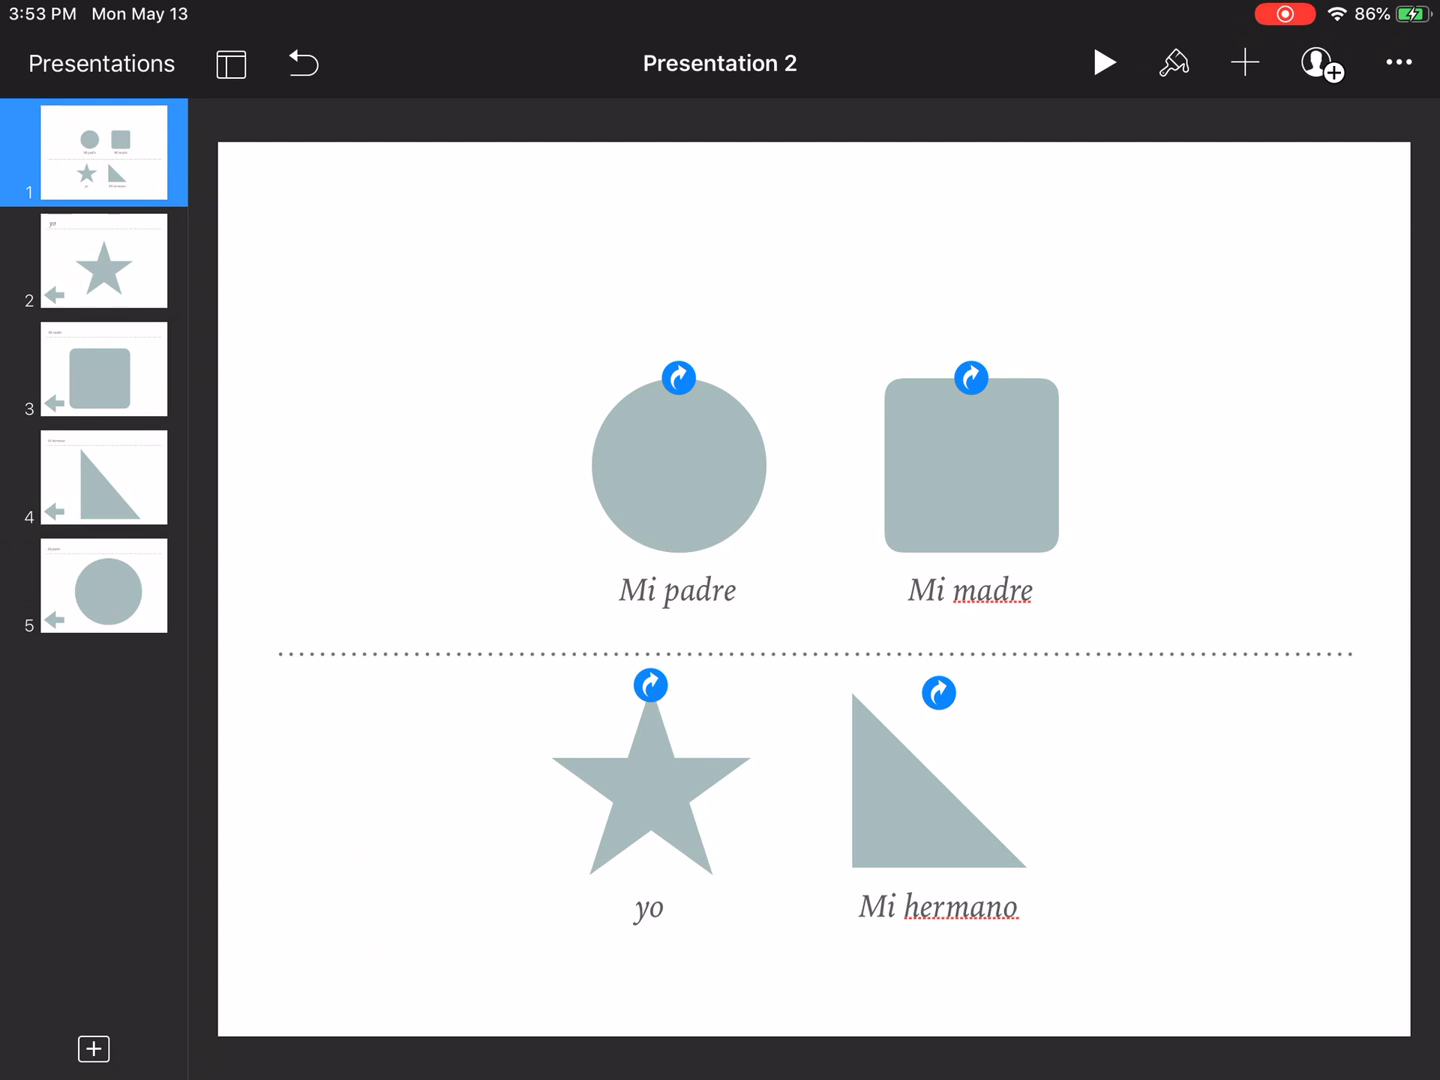 3:53 PM Mon May 13 86%
Presentations Presentation 2
1
yo
2
3
4
5
Mi padre Mi madre
yo Mi hermano